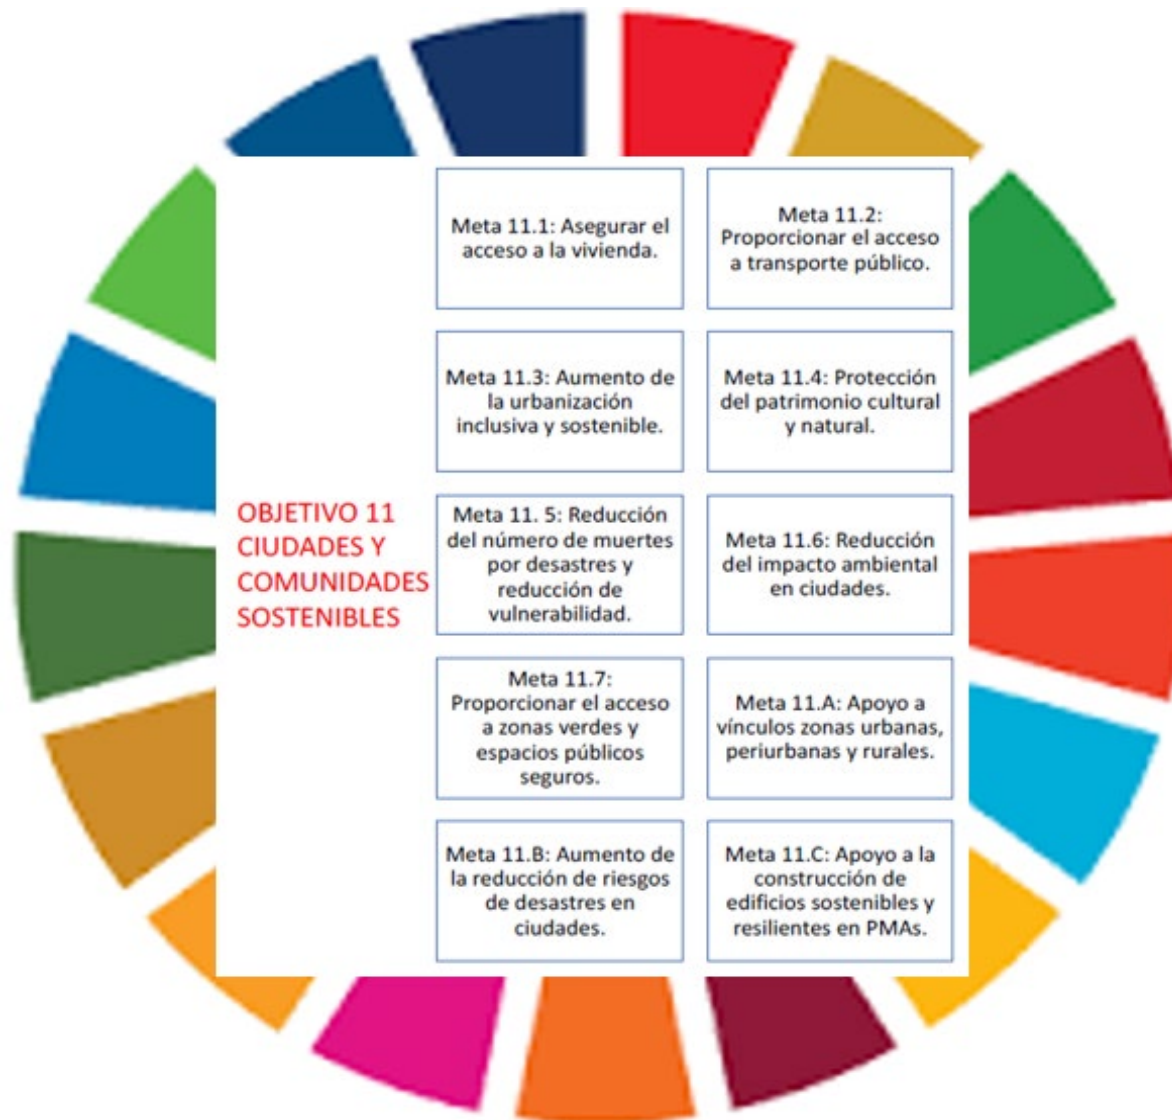 OBJETIVO 11
CIUDADES Y
COMUNIDADES
SOSTENIBLES
Meta 11.1: Asegurar el
acceso a la vivienda.
Meta 11.2:
Proporcionar el acceso
a transporte público.
Meta 11.3: Aumento de
la urbanización
inclusiva y sostenible.
Meta 11.4: Protección
del patrimonio cultural
y natural.
Meta 11. 5: Reducción
del número de muertes
por desastres y
reducción de
vulnerabilidad.
Meta 11.6: Reducción
del impacto ambiental
en ciudades.
Meta 11.7:
Proporcionar el acceso
a zonas verdes y
espacios públicos
seguros.
Meta 11.A: Apoyo a
vínculos zonas urbanas,
periurbanas y rurales.
Meta 11.B: Aumento de
la reducción de riesgos
de desastres en
ciudades.
Meta 11.C: Apoyo a la
construcción de
edificios sostenibles y
resilientes en PMAs.